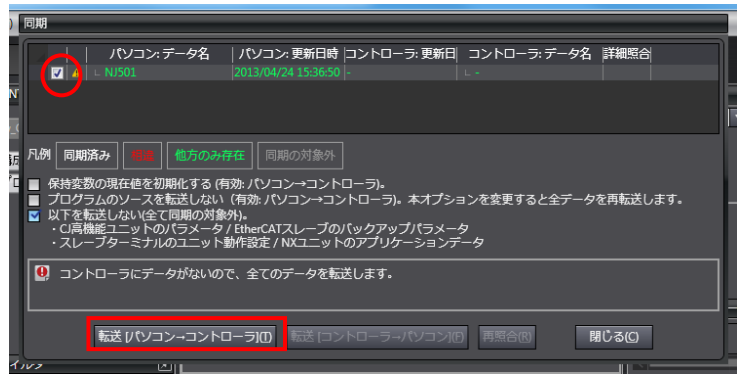 同期
パソコン:データ名 パソコン:更新日時 コントローラ:更新日 コントローラ:データ名 詳細照合
NJ501 2013/04/24 15:36:50 - -
凡例 同期済み 相違 他方のみ存在 同期の対象外
保持変数の現在値を初期化する (有効:パソコン→コントローラ)。
プログラムのソースを転送しない (有効:パソコン→コントローラ)。本オプションを変更すると全データを再転送します。
以下を転送しない(全て同期の対象外)。
・CJ高機能ユニットのパラメータ / EtherCATスレーブのバックアップパラメータ
・スレーブターミナルのユニット動作設定 / NXユニットのアプリケーションデータ
コントローラにデータがないので、全てのデータを転送します。
転送 [パソコン→コントローラ](T) 転送 [コントローラ→パソコン](F) 再照合(R) 閉じる(C)